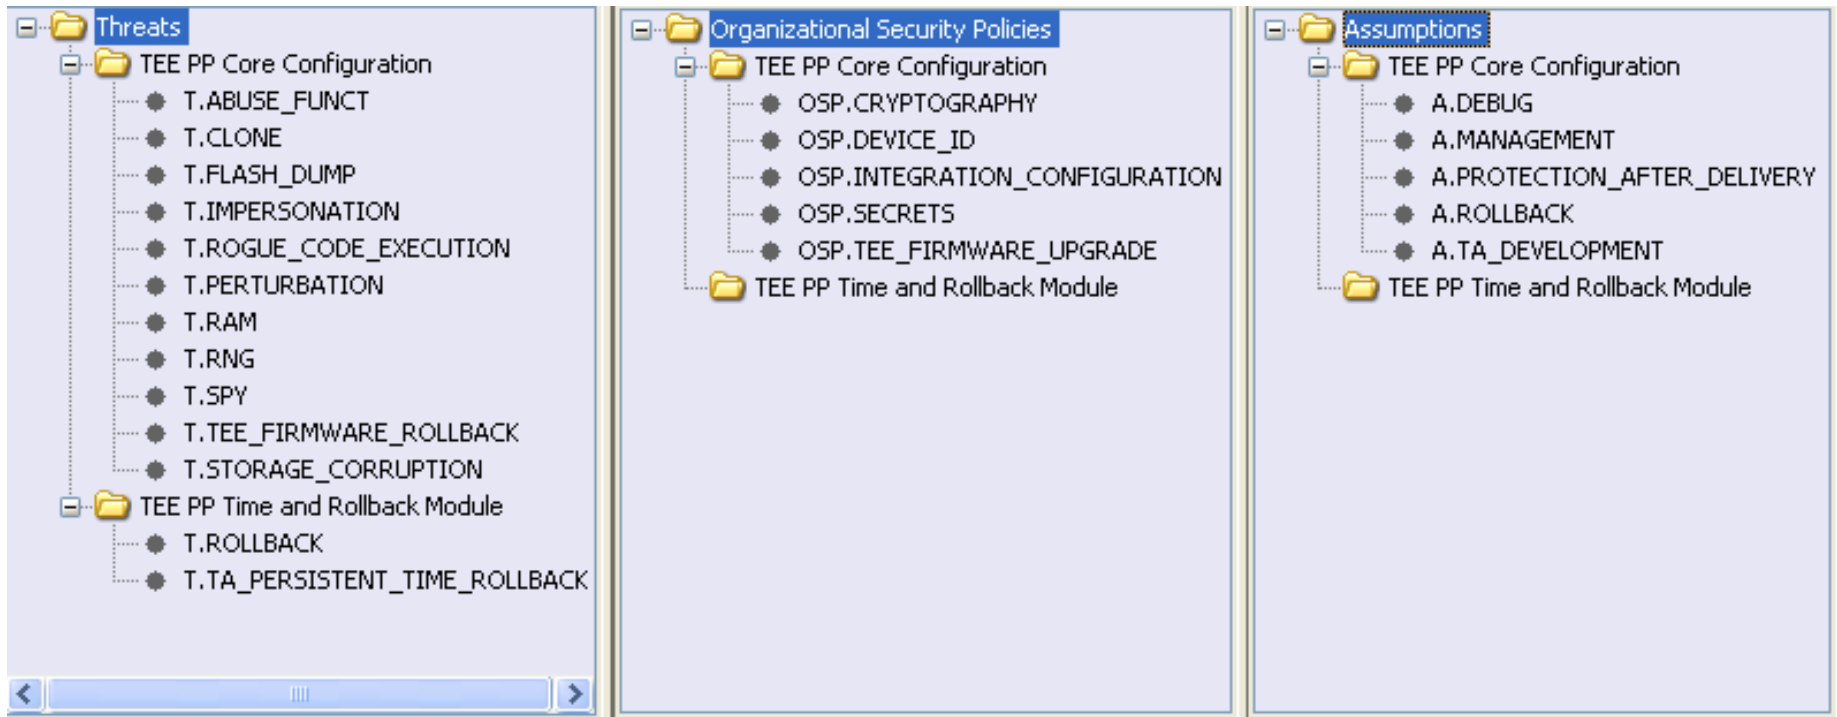 Threats
TEE PP Core Configuration
T.ABUSE_FUNCT
T.CLONE
T.FLASH_DUMP
T.IMPERSONATION
T.ROGUE_CODE_EXECUTION
T.PERTURBATION
T.RAM
T.RNG
T.SPY
T.TEE_FIRMWARE_ROLLBACK
T.STORAGE_CORRUPTION
TEE PP Time and Rollback Module
T.ROLLBACK
T.TA_PERSISTENT_TIME_ROLLBACK
Organizational Security Policies
TEE PP Core Configuration
OSP.CRYPTOGRAPHY
OSP.DEVICE_ID
OSP.INTEGRATION_CONFIGURATION
OSP.SECRETS
OSP.TEE_FIRMWARE_UPGRADE
TEE PP Time and Rollback Module
Assumptions
TEE PP Core Configuration
A.DEBUG
A.MANAGEMENT
A.PROTECTION_AFTER_DELIVERY
A.ROLLBACK
A.TA_DEVELOPMENT
TEE PP Time and Rollback Module